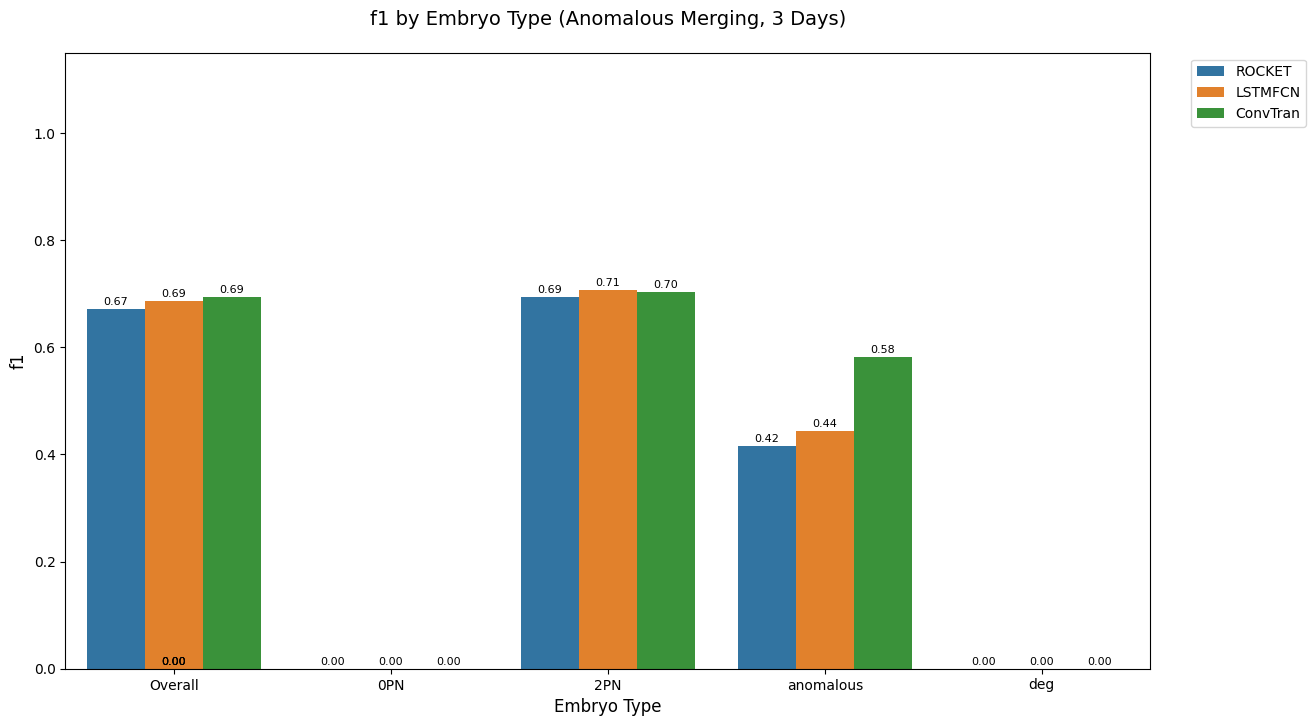 f1 by Embryo Type (Anomalous Merging, 3 Days)
ROCKET
LSTMFCN
ConvTran
f1
1.0
0.8
0.6
0.4
0.2
0.0
0.67
0.69
0.69
0.00
0.00
0.00
0.00
0.69
0.71
0.70
0.42
0.44
0.58
0.00
0.00
0.00
Overall
0PN
2PN
anomalous
deg
Embryo Type